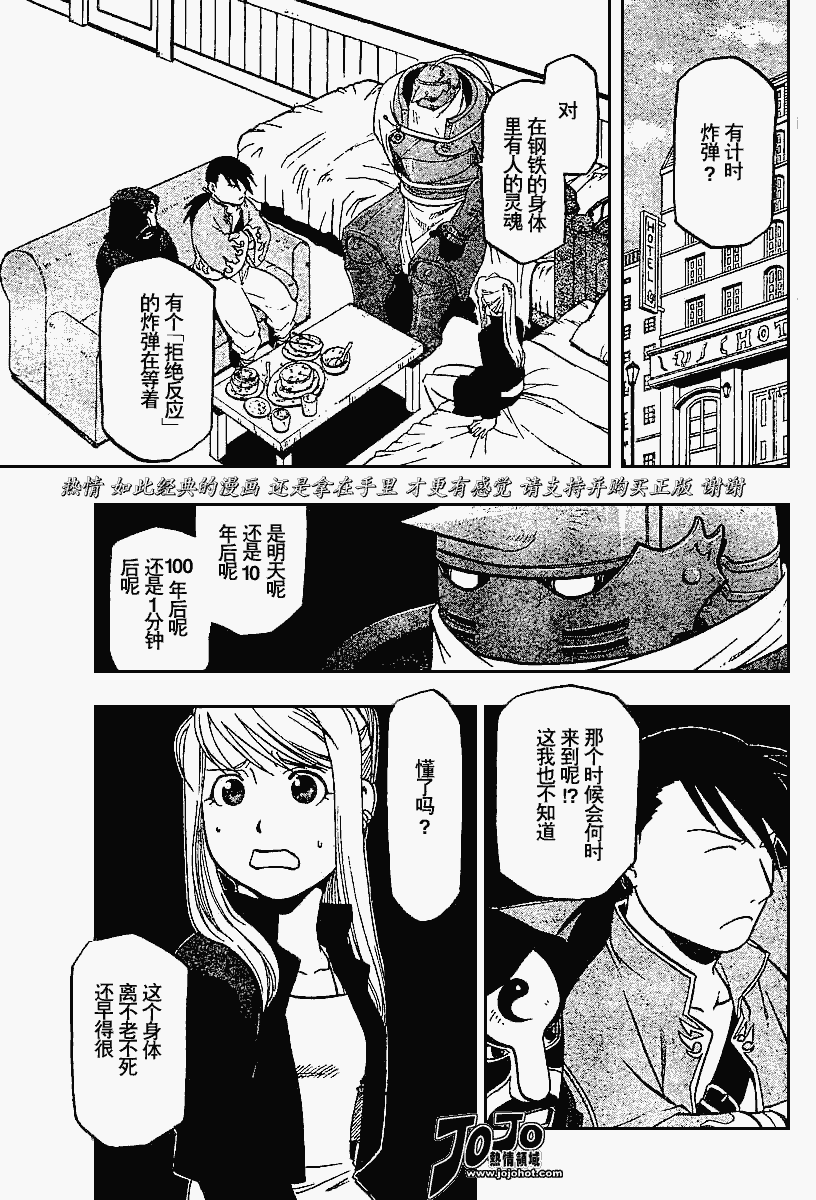 有计时
炸弹？
HOTEL
对
在钢铁的身体
里有人的灵魂
有个「拒绝反应」
的炸弹在等着
热情 如此经典的漫画 还是拿在手里 才更有感觉 请支持并购买正版 谢谢
是明天呢
还是10
年后呢
100年后呢
还是1分钟
后呢
那个时候会何时
来到呢!?
这我也不知道
懂了吗？
这个身体
离不老不死
还早得很
JOJO
熱情領域
www.jojohot.com